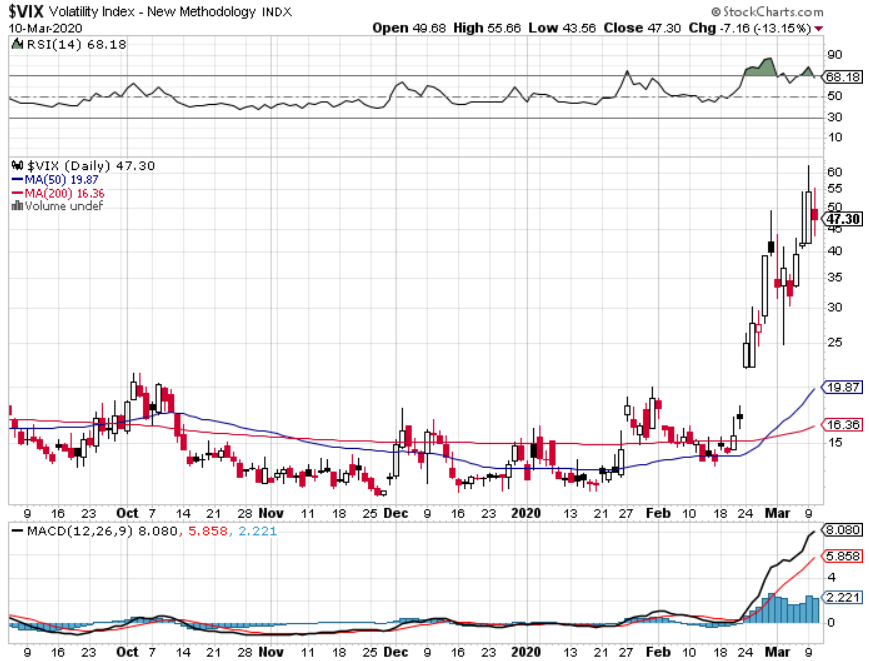 $VIX Volatility Index - New Methodology INDX
© StockCharts.com
10-Mar-2020
Open 49.68 High 55.66 Low 43.56 Close 47.30 Chg -7.16 (-13.15%)
RSI(14) 68.18
90
68.18
50
30
10
$VIX (Daily) 47.30
MA(50) 19.87
MA(200) 16.36
Volume undef
60
55
50
47.30
45
40
35
30
25
19.87
16.36
15
9 16 23 Oct 7 14 21 28 Nov 11 18 25 Dec 9 16 23 2020 13 21 27 Feb 10 18 24 Mar 9
MACD(12,26,9) 8.080, 5.858, 2.221
8.080
5.858
4
2.221
0
9 16 23 Oct 7 14 21 28 Nov 11 18 25 Dec 9 16 23 2020 13 21 27 Feb 10 18 24 Mar 9